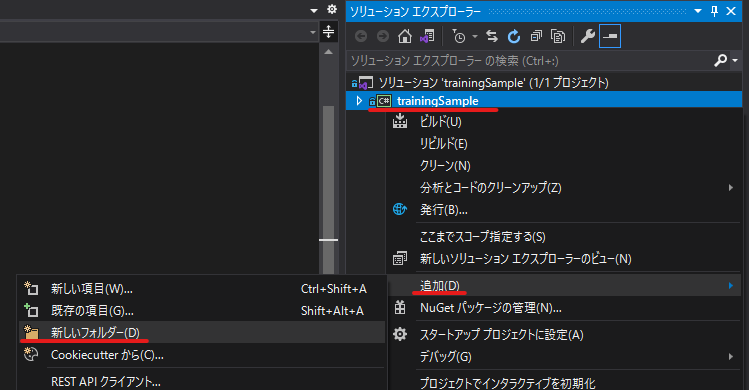 ソリューション エクスプローラー
ソリューション エクスプローラー の検索 (Ctrl+;)
ソリューション 'trainingSample' (1/1 プロジェクト)
C# trainingSample
ビルド(U)
リビルド(E)
クリーン(N)
分析とコードのクリーンアップ(Z)
発行(B)...
ここまでスコープ指定する(S)
新しいソリューション エクスプローラーのビュー(N)
追加(D)
NuGet パッケージの管理(N)...
スタートアップ プロジェクトに設定(A)
デバッグ(G)
プロジェクトでインタラクティブを初期化
新しい項目(W)... Ctrl+Shift+A
既存の項目(G)... Shift+Alt+A
新しいフォルダー(D)
Cookiecutter から(C)...
REST API クライアント...